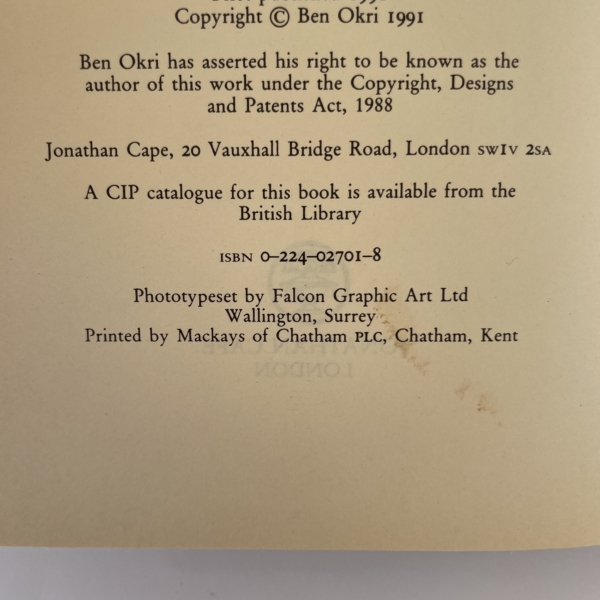 Copyright © Ben Okri 1991
Ben Okri has asserted his right to be known as the
author of this work under the Copyright, Designs
and Patents Act, 1988
Jonathan Cape, 20 Vauxhall Bridge Road, London SW1V 2SA
A CIP catalogue for this book is available from the
British Library
ISBN 0–224–02701–8
Phototypeset by Falcon Graphic Art Ltd
Wallington, Surrey
Printed by Mackays of Chatham PLC, Chatham, Kent
LONDON